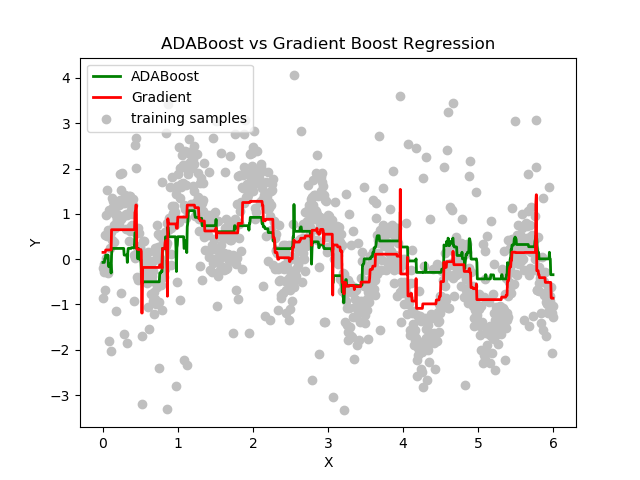 ADABoost vs Gradient Boost Regression
ADABoost
Gradient
training samples
Y
4
3
2
1
0
−1
−2
−3
0 1 2 3 4 5 6
X